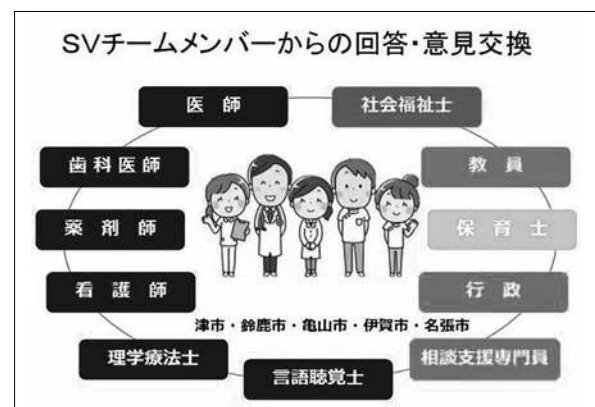 SVチームメンバーからの回答・意見交換
医師
社会福祉士
歯科医師
教員
薬剤師
保育士
看護師
行政
津市・鈴鹿市・亀山市・伊賀市・名張市
理学療法士
相談支援専門員
言語聴覚士